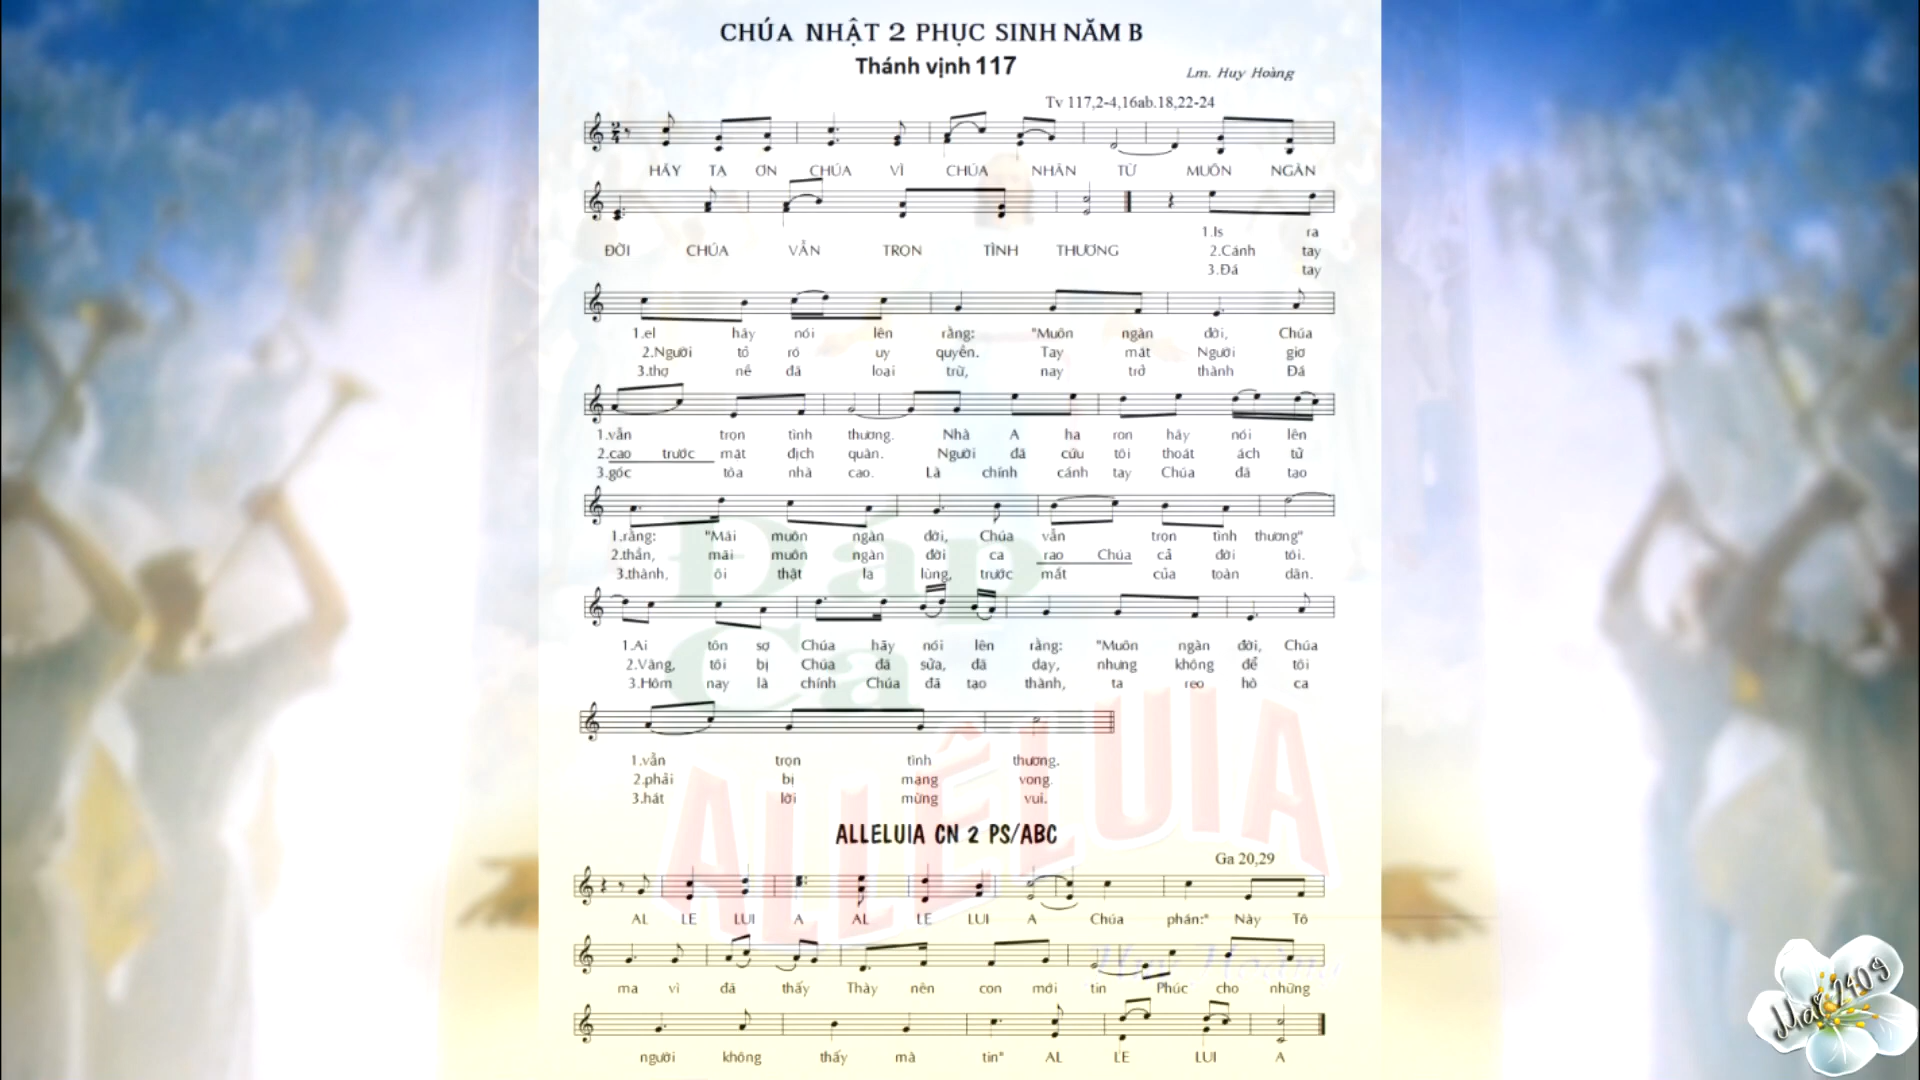 CHÚA NHẬT 2 PHỤC SINH NĂM B
Thánh vịnh 117
Lm. Huy Hoàng
Tv 117,2-4,16ab.18,22-24
HÃY TẠ ƠN CHÚA VÌ CHÚA NHÂN TỪ MUÔN NGÀN
ĐỜI CHÚA VẪN TRỌN TÌNH THƯƠNG
1.Is ra
2.Cánh tay
3.Đá tay
1.el hãy nói lên rằng: "Muôn ngàn đời, Chúa
2.Người tỏ rõ uy quyền. Tay mặt Người giơ
3.thợ nề đã loại trừ, nay trở thành Đá
1.vẫn trọn tình thương. Nhà A ha ron hãy nói lên
2.cao trước mặt địch quân. Người đã cứu tôi thoát ách tử
3.góc tòa nhà cao. Là chính cánh tay Chúa đã tạo
1.rằng: "Mãi muôn ngàn đời, Chúa vẫn trọn tình thương"
2.thần, mãi muôn ngàn đời ca rao Chúa cả đời tôi.
3.thành, ôi thật lạ lùng, trước mắt của toàn dân.
1.Ai tôn sợ Chúa hãy nói lên rằng: "Muôn ngàn đời, Chúa
2.Vâng, tôi bị Chúa đã sửa, đã dạy, nhưng không để tôi
3.Hôm nay là chính Chúa đã tạo thành, ta reo hò ca
1.vẫn trọn tình thương.
2.phải bị mạng vong.
3.hát lời mừng vui.
Đáp
Ca
ALLÊLUIA
ALLELUIA CN 2 PS/ABC
Ga 20,29
AL LE LUI A AL LE LUI A Chúa phán:" Này Tô
Huy Hoàng
ma vì đã thấy Thày nên con mới tin Phúc cho những
người không thấy mà tin" AL LE LUI A
Mai 2409